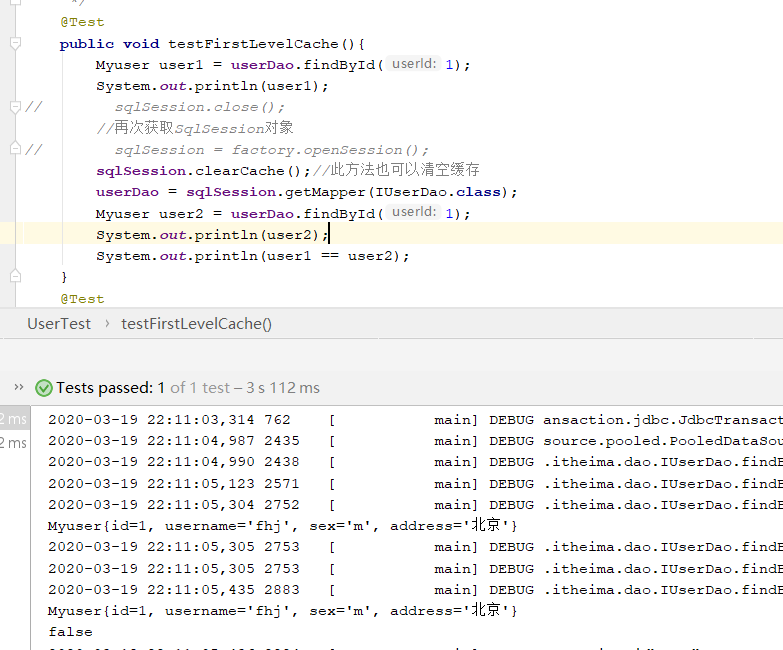 */
@Test
public void testFirstLevelCache(){
Myuser user1 = userDao.findById( userId: 1);
System.out.println(user1);
// sqlSession.close();
//再次获取SqlSession对象
// sqlSession = factory.openSession();
sqlSession.clearCache();//此方法也可以清空缓存
userDao = sqlSession.getMapper(IUserDao.class);
Myuser user2 = userDao.findById( userId: 1);
System.out.println(user2);
System.out.println(user1 == user2);
}
@Test
UserTest › testFirstLevelCache()
›› Tests passed: 1 of 1 test – 3 s 112 ms
2 ms 2020-03-19 22:11:03,314 762 [ main] DEBUG ansaction.jdbc.JdbcTransact
2 ms 2020-03-19 22:11:04,987 2435 [ main] DEBUG source.pooled.PooledDataSou
2020-03-19 22:11:04,990 2438 [ main] DEBUG .itheima.dao.IUserDao.findB
2020-03-19 22:11:05,123 2571 [ main] DEBUG .itheima.dao.IUserDao.findB
2020-03-19 22:11:05,304 2752 [ main] DEBUG .itheima.dao.IUserDao.findB
Myuser{id=1, username='fhj', sex='m', address='北京'}
2020-03-19 22:11:05,305 2753 [ main] DEBUG .itheima.dao.IUserDao.findB
2020-03-19 22:11:05,305 2753 [ main] DEBUG .itheima.dao.IUserDao.findB
2020-03-19 22:11:05,435 2883 [ main] DEBUG .itheima.dao.IUserDao.findB
Myuser{id=1, username='fhj', sex='m', address='北京'}
false